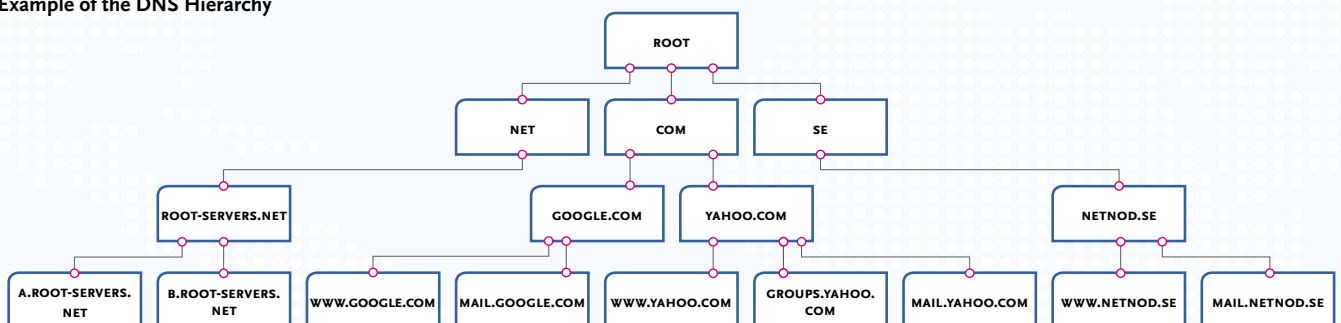 Example of the DNS Hierarchy
ROOT
NET
COM
SE
ROOT-SERVERS.NET
GOOGLE.COM
YAHOO.COM
NETNOD.SE
A.ROOT-SERVERS.
NET
B.ROOT-SERVERS.
NET
WWW.GOOGLE.COM
MAIL.GOOGLE.COM
WWW.YAHOO.COM
GROUPS.YAHOO.
COM
MAIL.YAHOO.COM
WWW.NETNOD.SE
MAIL.NETNOD.SE